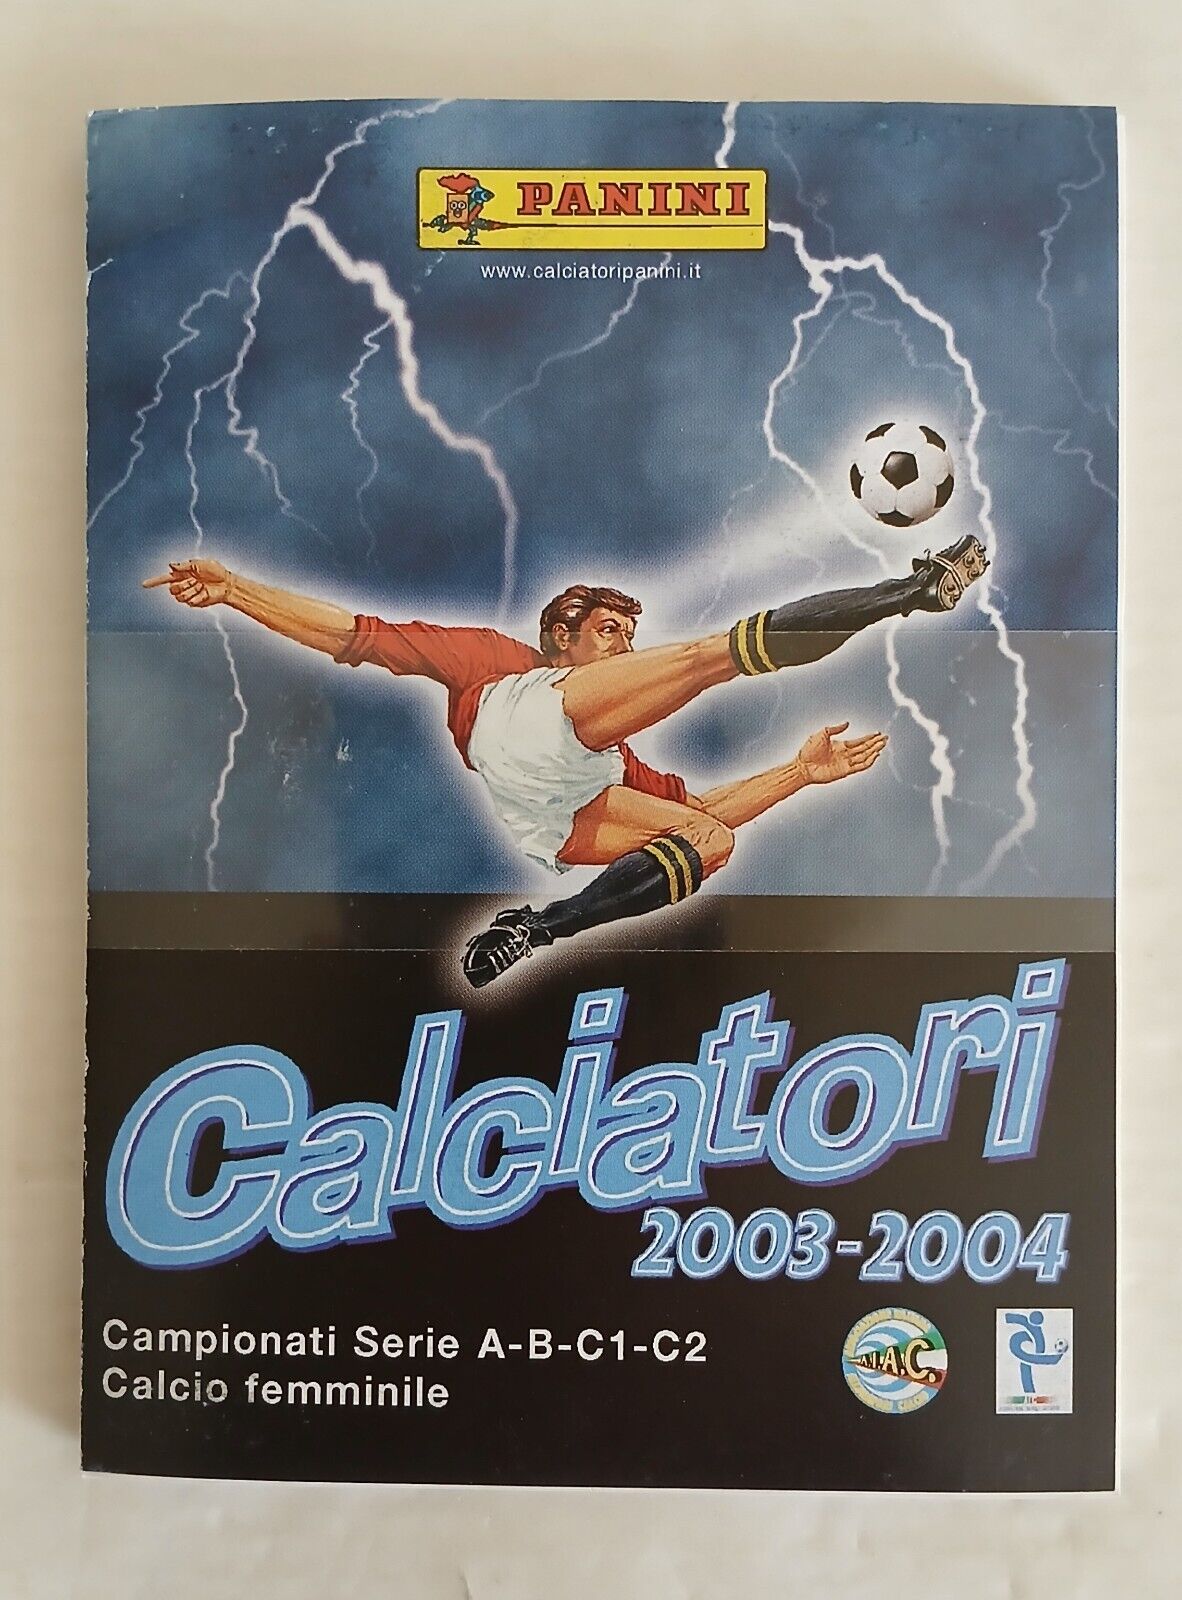 PANINI
www.calciatoripanini.it
Calciatori
2003-2004
Campionati Serie A-B-C1-C2
Calcio femminile
A.I.A.C.